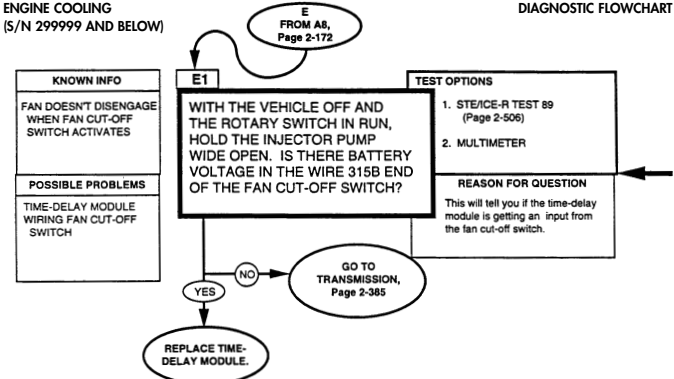 ENGINE COOLING
(S/N 299999 AND BELOW)
DIAGNOSTIC FLOWCHART
E
FROM A8,
Page 2-172
KNOWN INFO
FAN DOESN'T DISENGAGE
WHEN FAN CUT-OFF
SWITCH ACTIVATES
POSSIBLE PROBLEMS
TIME-DELAY MODULE
WIRING FAN CUT-OFF
SWITCH
E1
WITH THE VEHICLE OFF AND
THE ROTARY SWITCH IN RUN,
HOLD THE INJECTOR PUMP
WIDE OPEN. IS THERE BATTERY
VOLTAGE IN THE WIRE 315B END
OF THE FAN CUT-OFF SWITCH?
TEST OPTIONS
1. STE/ICE-R TEST 89
(Page 2-506)
2. MULTIMETER
REASON FOR QUESTION
This will tell you if the time-delay
module is getting an input from
the fan cut-off switch.
NO
GO TO
TRANSMISSION,
Page 2-385
YES
REPLACE TIME-
DELAY MODULE.